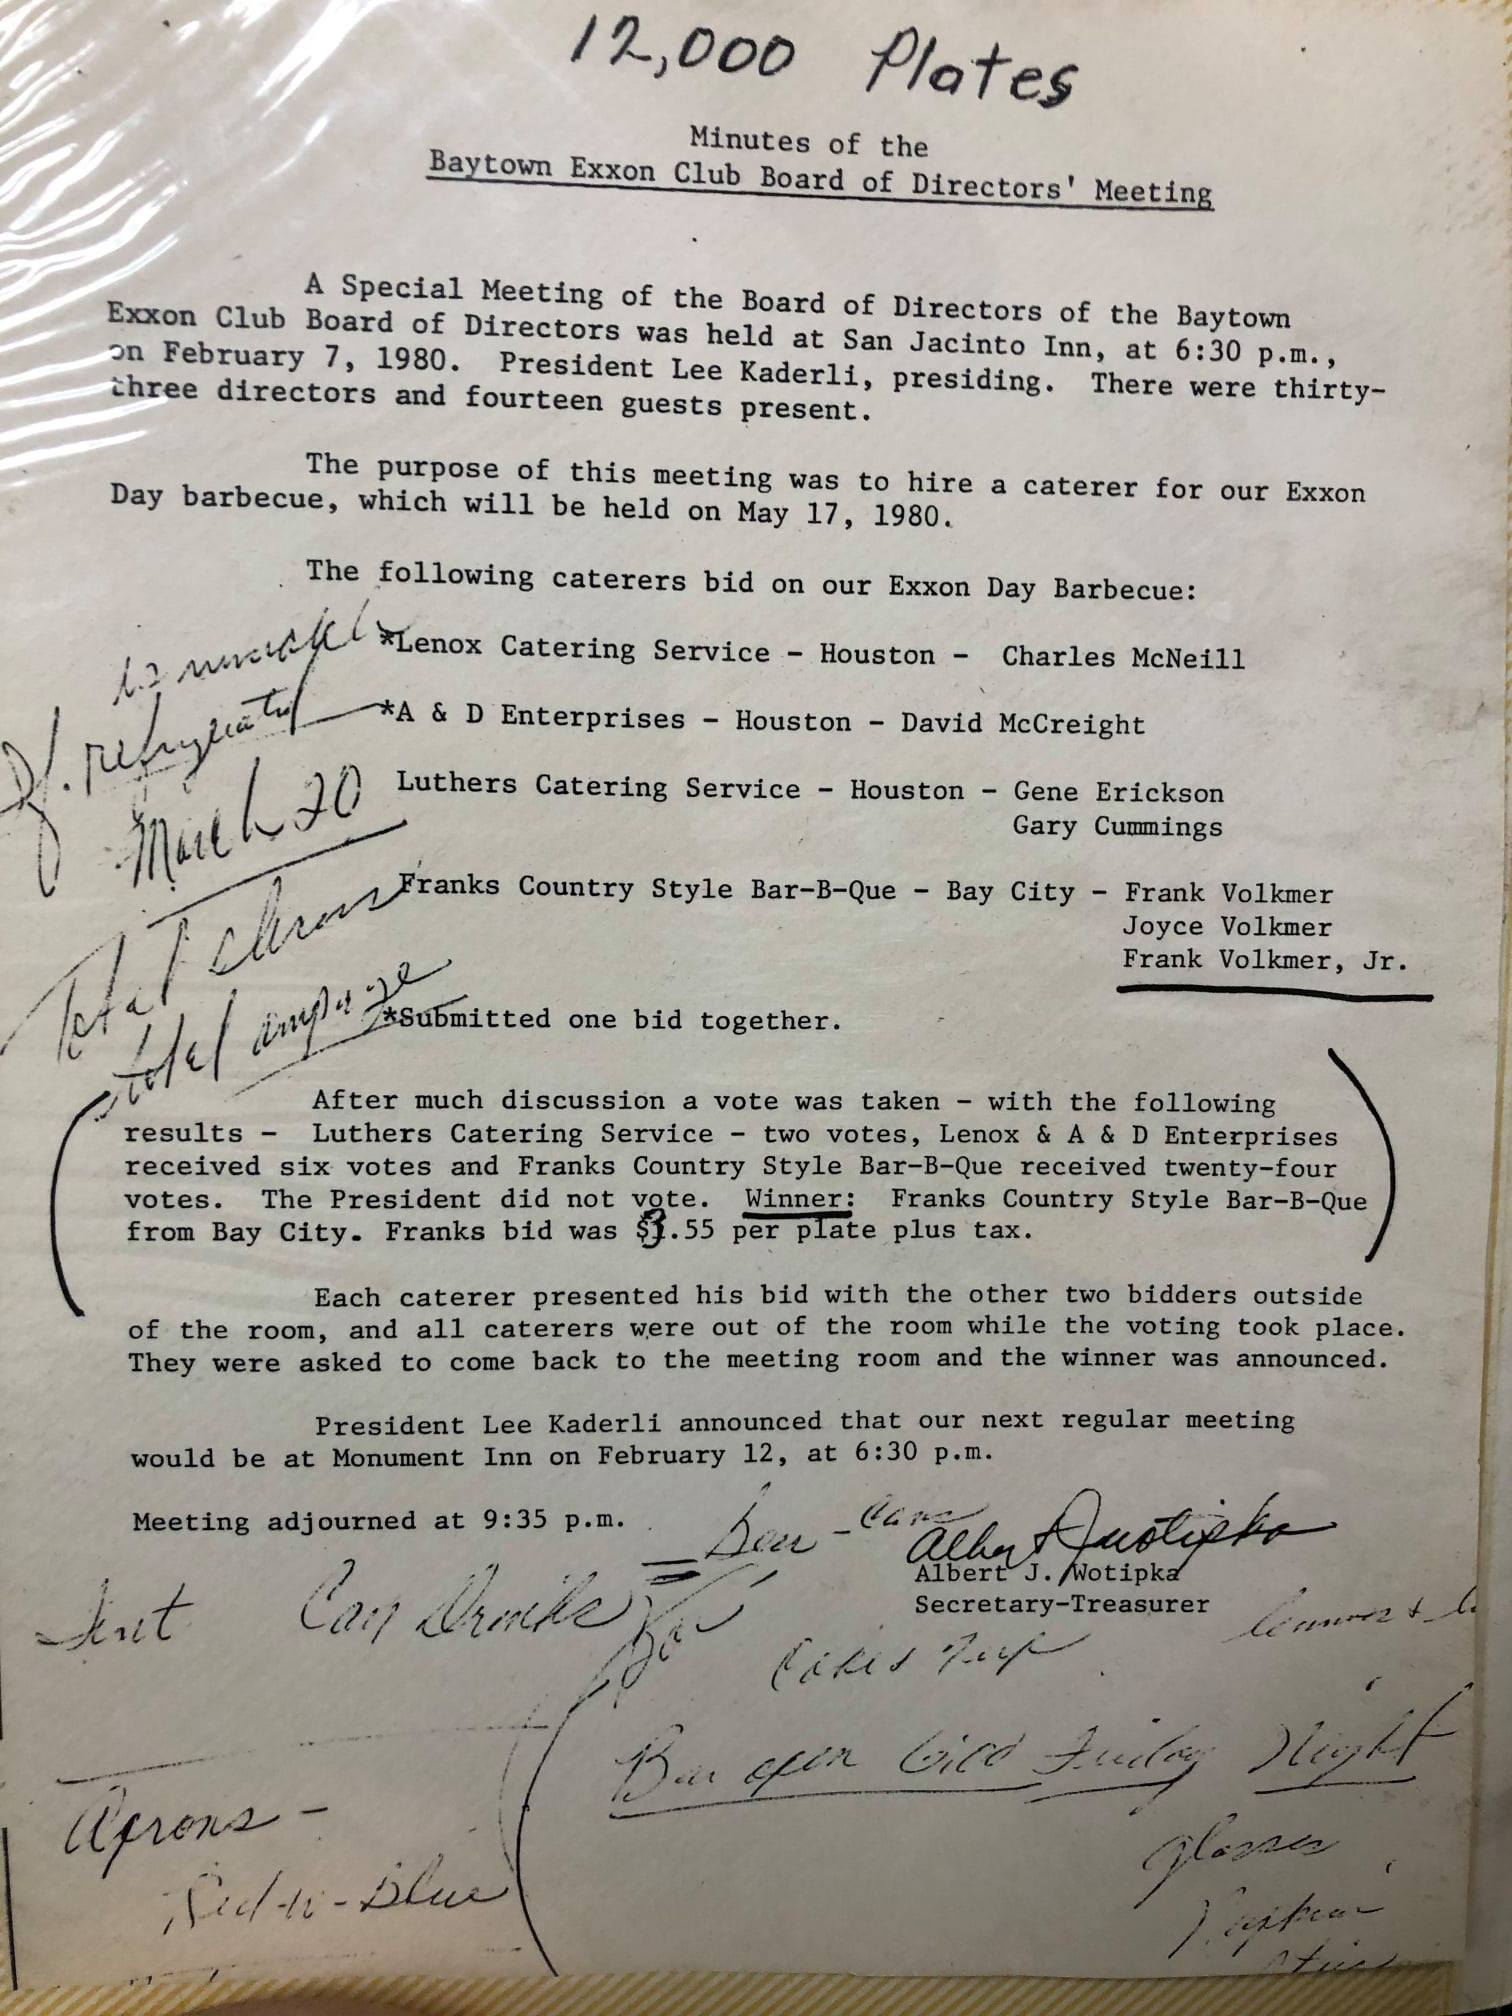 12,000 Plates
Minutes of the
Baytown Exxon Club Board of Directors' Meeting
A Special Meeting of the Board of Directors of the Baytown
Exxon Club Board of Directors was held at San Jacinto Inn, at 6:30 p.m.,
on February 7, 1980. President Lee Kaderli, presiding. There were thirty-
three directors and fourteen guests present.
The purpose of this meeting was to hire a caterer for our Exxon
Day barbecue, which will be held on May 17, 1980.
The following caterers bid on our Exxon Day Barbecue:
*Lenox Catering Service - Houston - Charles McNeill
*A & D Enterprises - Houston - David McCreight
March 20
Luthers Catering Service - Houston - Gene Erickson
Gary Cummings
Franks Country Style Bar-B-Que - Bay City - Frank Volkmer
Joyce Volkmer
Frank Volkmer, Jr.
Total
total
*Submitted one bid together.
After much discussion a vote was taken - with the following
results - Luthers Catering Service - two votes, Lenox & A & D Enterprises
received six votes and Franks Country Style Bar-B-Que received twenty-four
votes. The President did not vote. Winner: Franks Country Style Bar-B-Que
from Bay City. Franks bid was $3.55 per plate plus tax.
Each caterer presented his bid with the other two bidders outside
of the room, and all caterers were out of the room while the voting took place.
They were asked to come back to the meeting room and the winner was announced.
President Lee Kaderli announced that our next regular meeting
would be at Monument Inn on February 12, at 6:30 p.m.
Meeting adjourned at 9:35 p.m.
Albert J. Wotipka
Albert J. Wotipka
Secretary-Treasurer
Tent
Can Drinks
Bar open Friday Night
Aprons -
Red-n-Blue
glasses